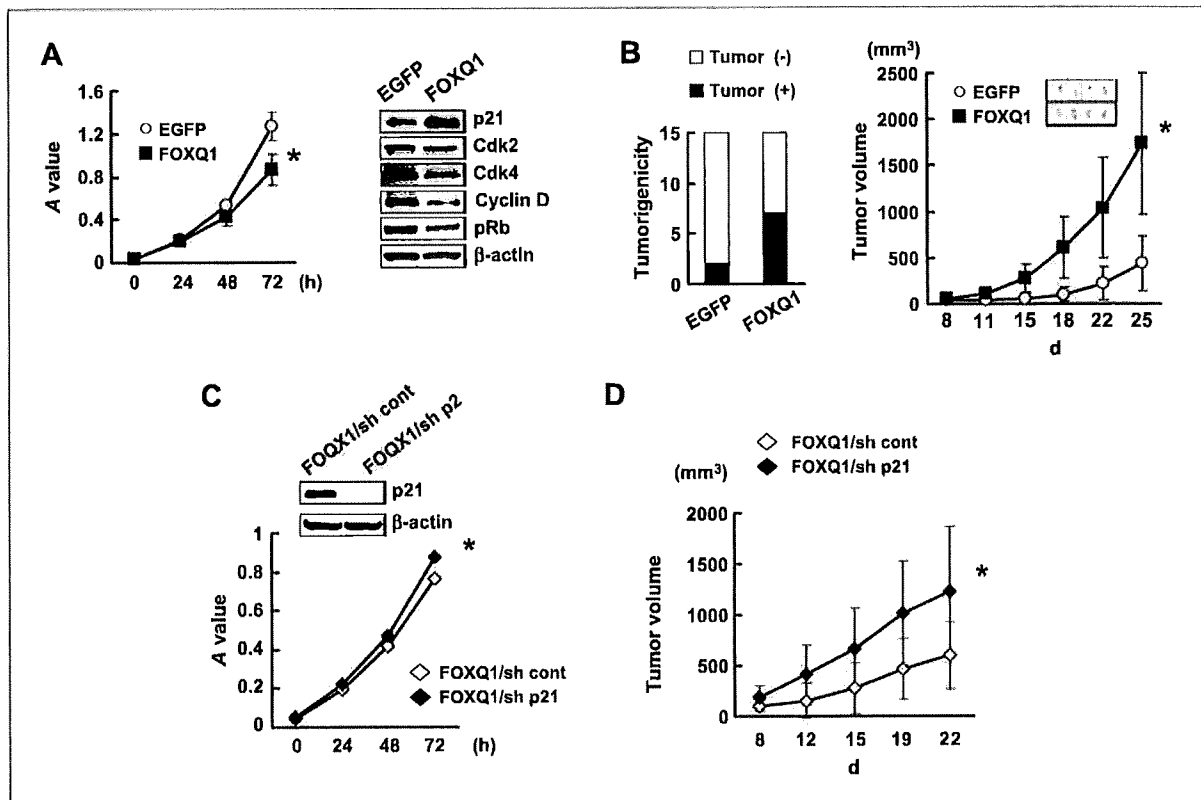 A
EGFP
FOXQ1
A value
1.6
1.2
0.8
0.4
0
0 24 48 72 (h)
*
EGFP FOXQ1
p21
Cdk2
Cdk4
Cyclin D
pRb
β-actin
B
Tumor (-)
Tumor (+)
Tumorigenicity
15
10
5
0
EGFP FOXQ1
(mm³)
EGFP
FOXQ1
Tumor volume
2500
2000
1500
1000
500
0
8 11 15 18 22 25
d
*
C
FOQX1/sh cont FOQX1/sh p2
p21
β-actin
A value
1
0.8
0.6
0.4
0.2
0
0 24 48 72 (h)
*
FOXQ1/sh cont
FOXQ1/sh p21
D
FOXQ1/sh cont
FOXQ1/sh p21
(mm³)
Tumor volume
2000
1500
1000
500
0
8 12 15 19 22
d
*